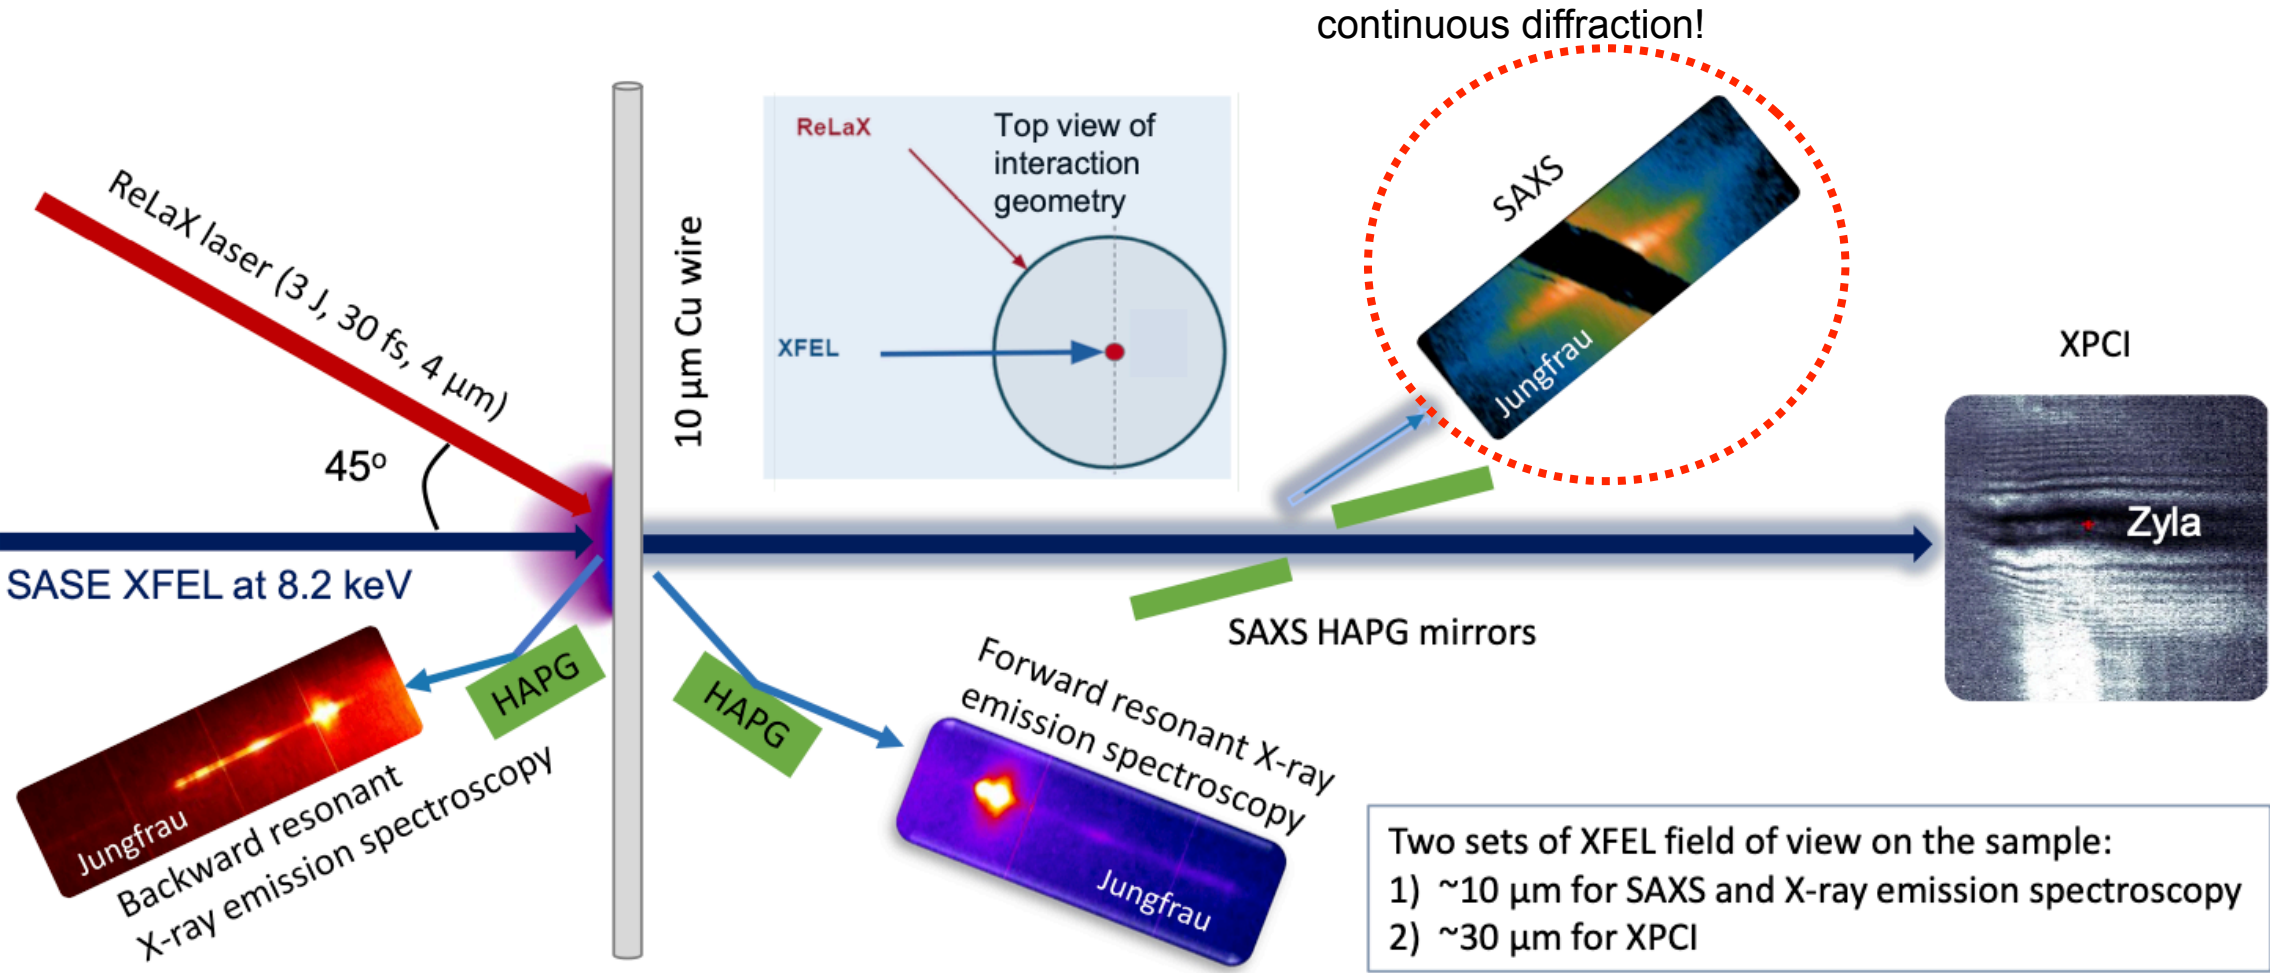 continuous diffraction!
ReLaX laser (3 J, 30 fs, 4 µm)
45º
SASE XFEL at 8.2 keV
10 µm Cu wire
ReLaX
Top view of
interaction
geometry
XFEL
SAXS
Jungfrau
XPCI
Zyla
SAXS HAPG mirrors
HAPG
Jungfrau
Backward resonant
X-ray emission spectroscopy
HAPG
Forward resonant X-ray
emission spectroscopy
Jungfrau
Two sets of XFEL field of view on the sample:
1) ~10 µm for SAXS and X-ray emission spectroscopy
2) ~30 µm for XPCI